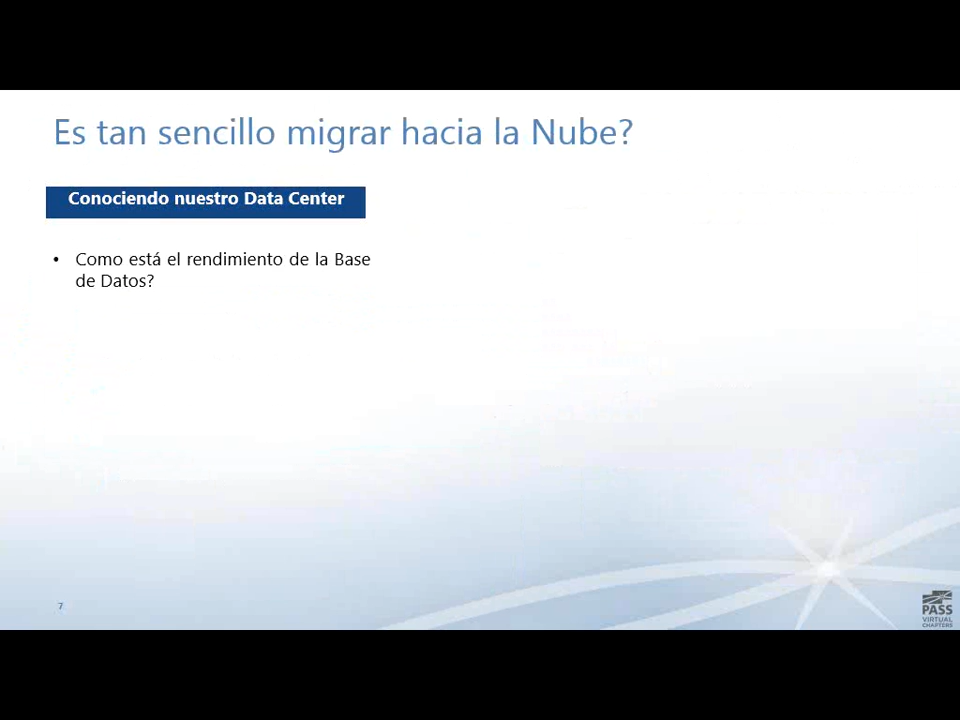 Es tan sencillo migrar hacia la Nube?
Conociendo nuestro Data Center
• Como está el rendimiento de la Base
de Datos?
7
PASS
VIRTUAL
CHAPTERS